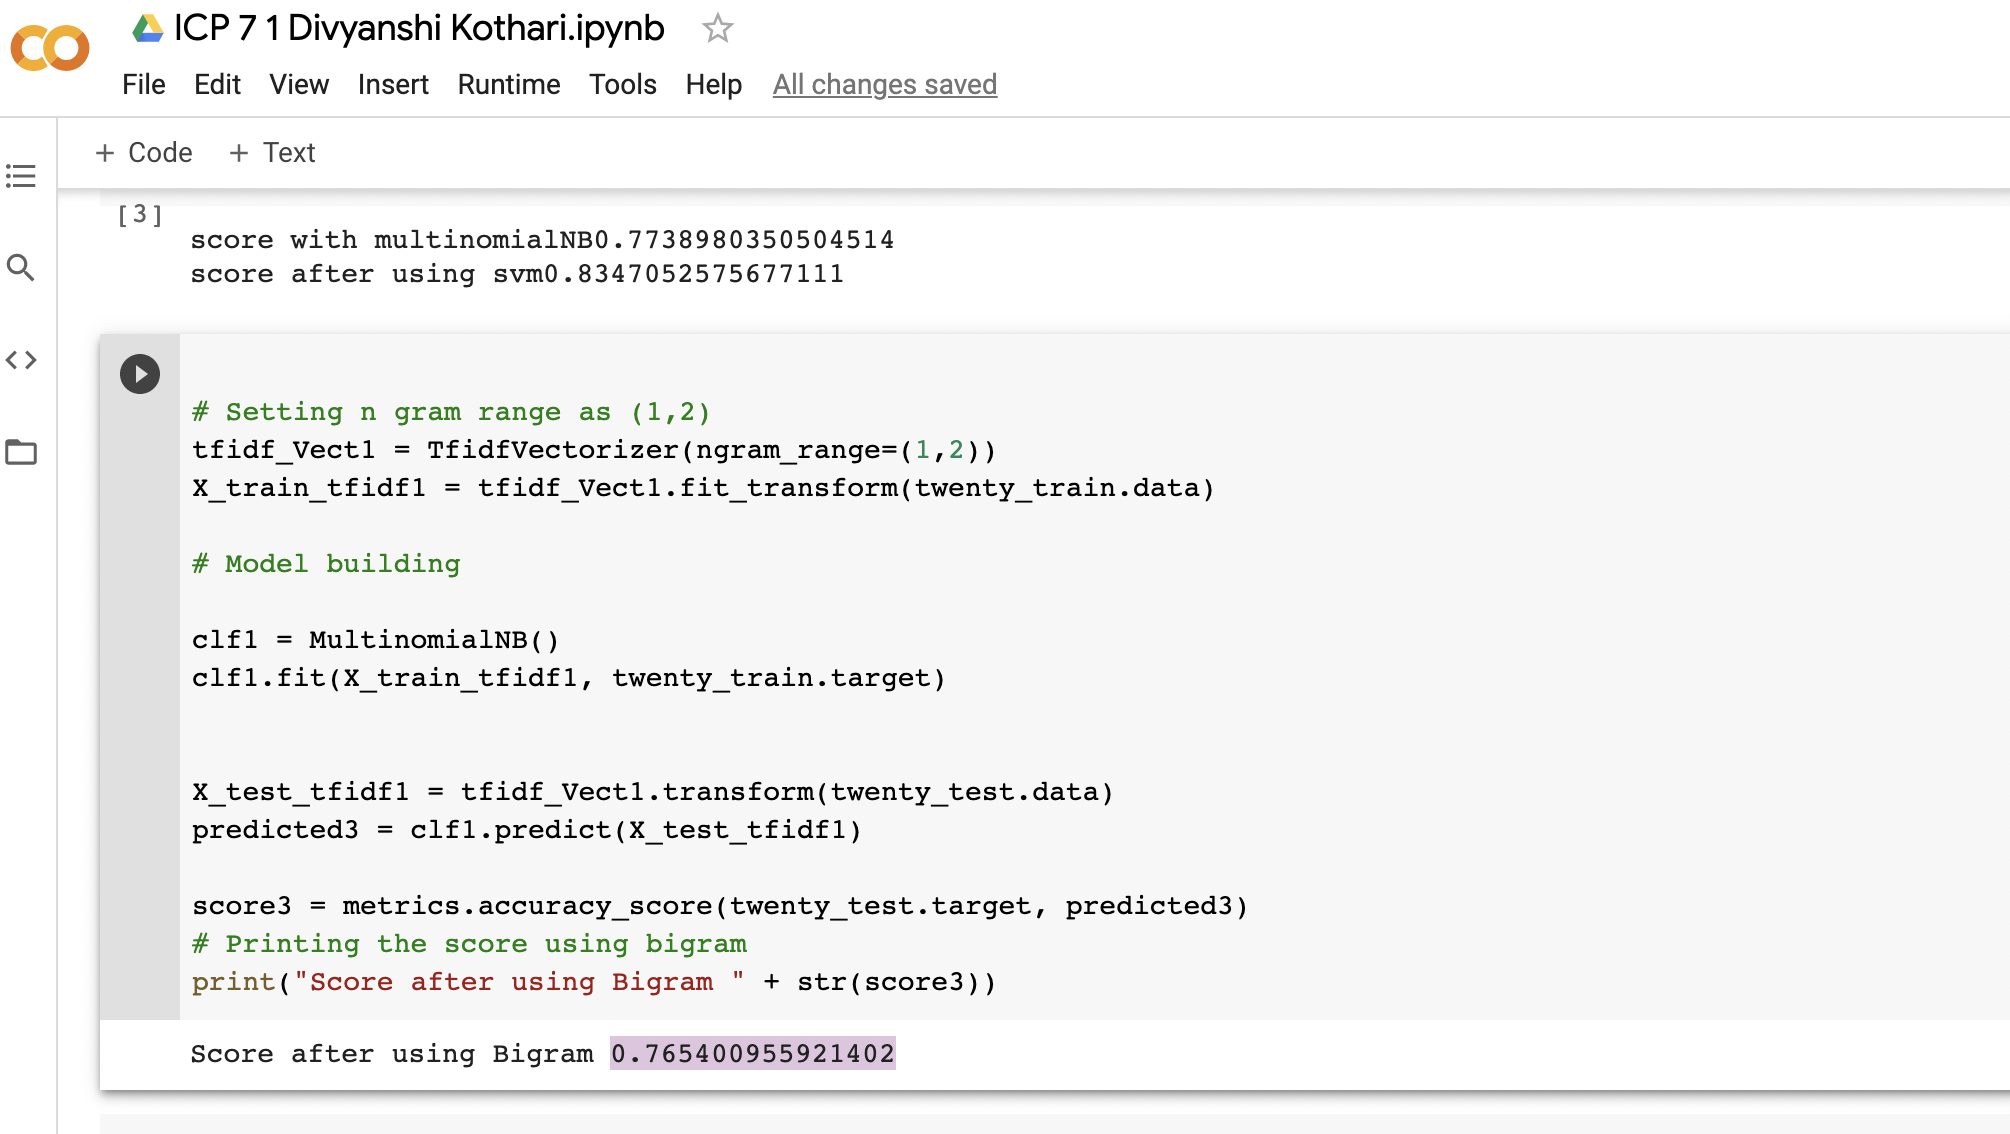 ICP 7 1 Divyanshi Kothari.ipynb
File Edit View Insert Runtime Tools Help All changes saved
+ Code + Text
[3]
score with multinomialNB0.7738980350504514
score after using svm0.8347052575677111
# Setting n gram range as (1,2)
tfidf_Vect1 = TfidfVectorizer(ngram_range=(1,2))
X_train_tfidf1 = tfidf_Vect1.fit_transform(twenty_train.data)
# Model building
clf1 = MultinomialNB()
clf1.fit(X_train_tfidf1, twenty_train.target)
X_test_tfidf1 = tfidf_Vect1.transform(twenty_test.data)
predicted3 = clf1.predict(X_test_tfidf1)
score3 = metrics.accuracy_score(twenty_test.target, predicted3)
# Printing the score using bigram
print("Score after using Bigram " + str(score3))
Score after using Bigram 0.765400955921402